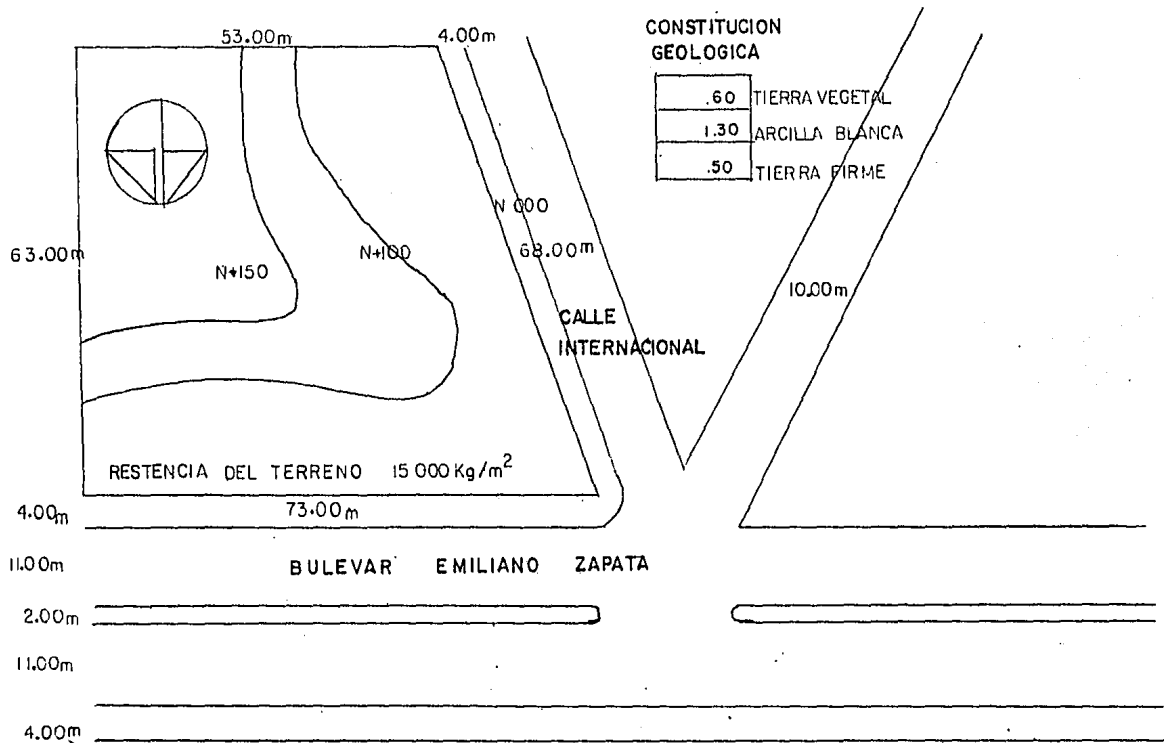 53.00m
4.00m
CONSTITUCION
GEOLOGICA
.60 TIERRA VEGETAL
1.30 ARCILLA BLANCA
.50 TIERRA FIRME
N 000
63.00m
N+150
N+100
68.00m
10.00m
CALLE
INTERNACIONAL
RESTENCIA DEL TERRENO 15 000 Kg/m²
4.00m
73.00m
11.00m
BULEVAR EMILIANO ZAPATA
2.00m
11.00m
4.00m